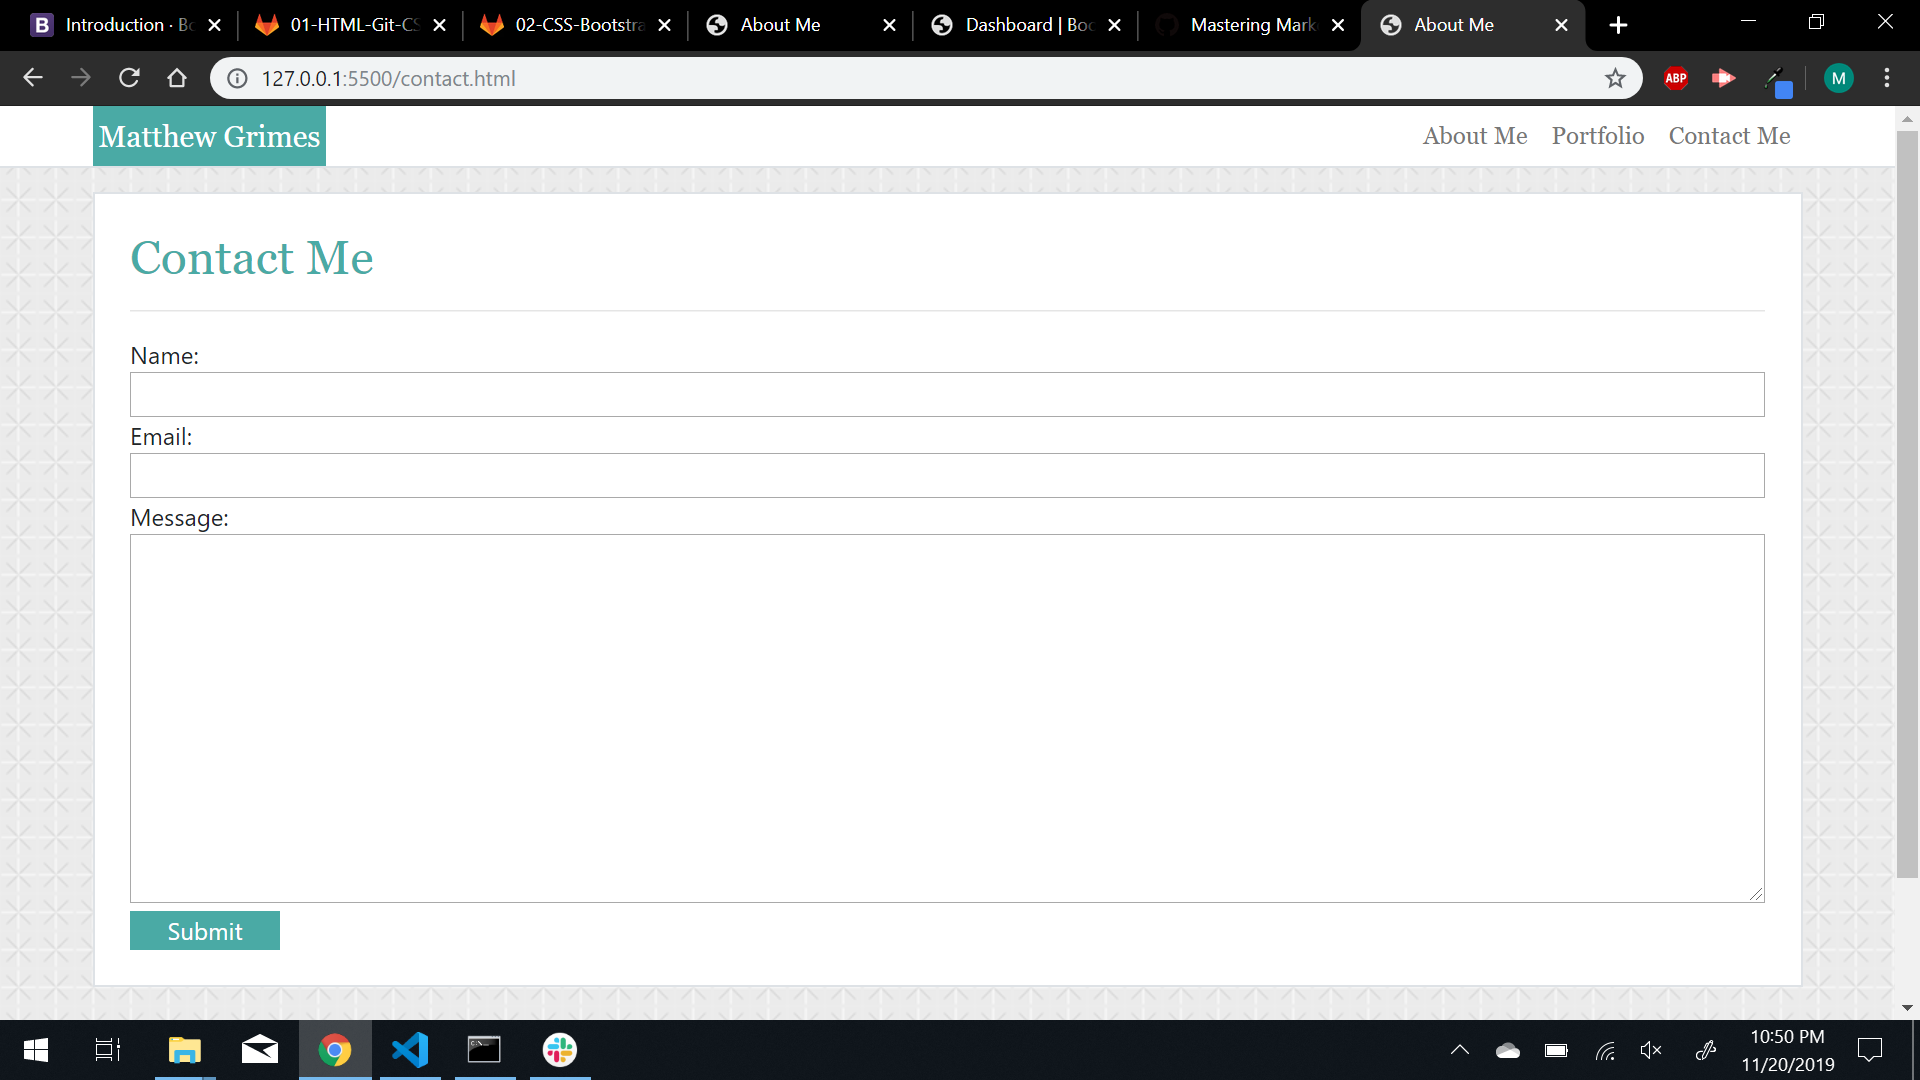 B Introduction · Bo
01-HTML-Git-CS
02-CSS-Bootstra
About Me
Dashboard | Boo
Mastering Mark
About Me
127.0.0.1:5500/contact.html
ABP
M
Matthew Grimes
About Me Portfolio Contact Me
Contact Me
Name:
Email:
Message:
Submit
10:50 PM
11/20/2019